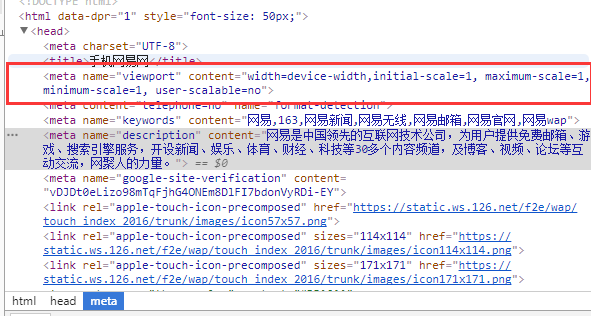 <!DOCTYPE html>
<html data-dpr="1" style="font-size: 50px;">
▼<head>
<meta charset="UTF-8">
<title>手机网易网</title>
<meta name="viewport" content="width=device-width,initial-scale=1, maximum-scale=1,
minimum-scale=1, user-scalable=no">
<meta content="telephone=no" name="format-detection">
<meta name="keywords" content="网易,163,网易新闻,网易无线,网易邮箱,网易官网,网易wap">
··· <meta name="description" content="网易是中国领先的互联网技术公司，为用户提供免费邮箱、游
戏、搜索引擎服务，开设新闻、娱乐、体育、财经、科技等30多个内容频道，及博客、视频、论坛等互
动交流，网聚人的力量。"> == $0
<meta name="google-site-verification" content=
"vDJDt0eLizo98mTqFjhG4ONEm8DlFI7bdonVyRDi-EY">
<link rel="apple-touch-icon-precomposed" href="https://static.ws.126.net/f2e/wap/
touch_index_2016/trunk/images/icon57x57.png">
<link rel="apple-touch-icon-precomposed" sizes="114x114" href="https://
static.ws.126.net/f2e/wap/touch_index_2016/trunk/images/icon114x114.png">
<link rel="apple-touch-icon-precomposed" sizes="171x171" href="https://
static.ws.126.net/f2e/wap/touch_index_2016/trunk/images/icon171x171.png">
html head meta